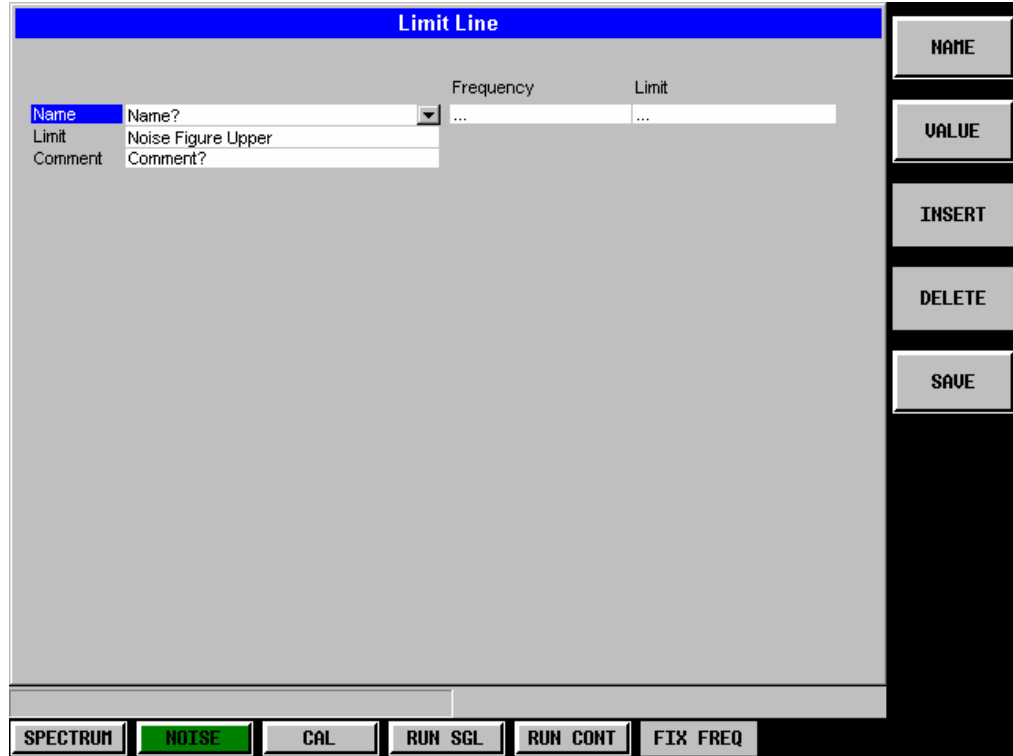 Limit Line
Frequency Limit
Name Name? ... ...
Limit Noise Figure Upper
Comment Comment?
NAME
VALUE
INSERT
DELETE
SAVE
SPECTRUM NOISE CAL RUN SGL RUN CONT FIX FREQ